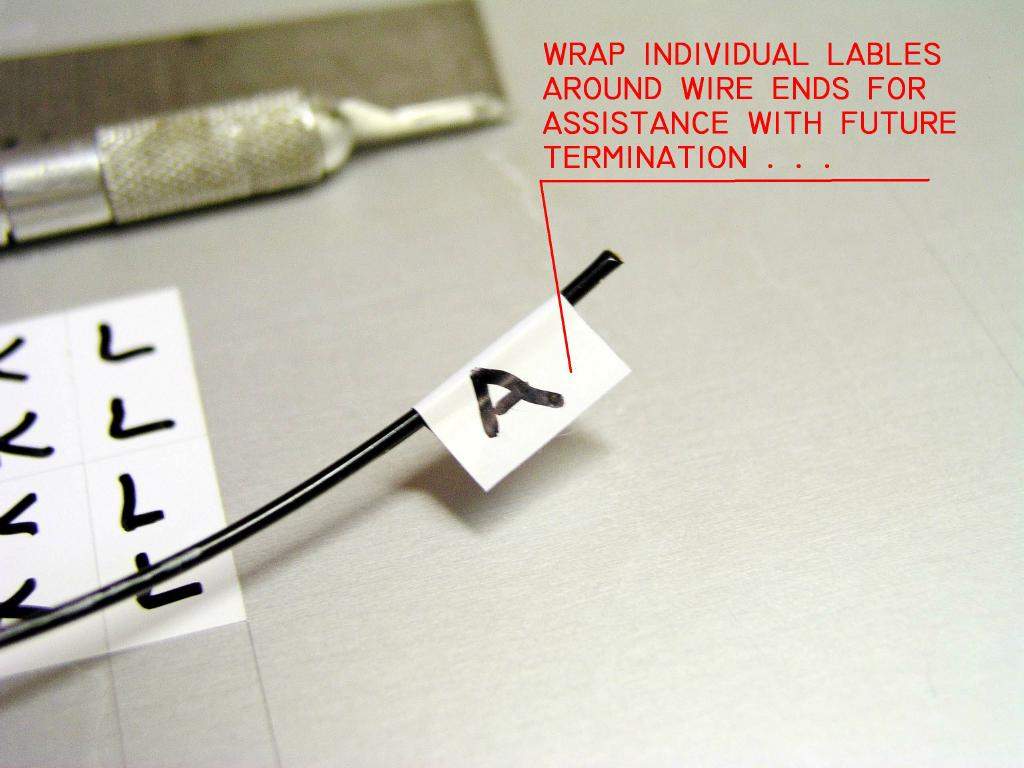 WRAP INDIVIDUAL LABLES
AROUND WIRE ENDS FOR
ASSISTANCE WITH FUTURE
TERMINATION . . .
A
K L
K L
K L
K L